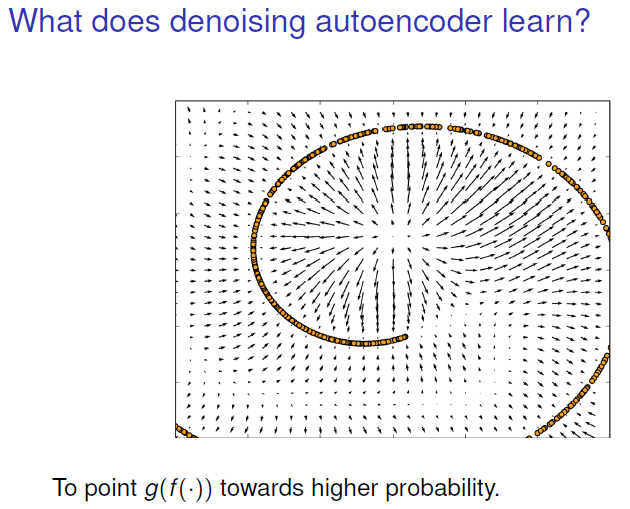 What does denoising autoencoder learn?
To point g(f(·)) towards higher probability.